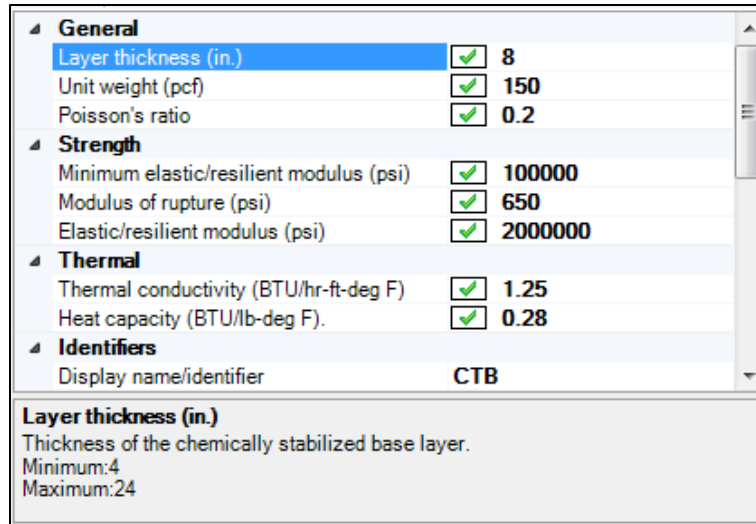 General
Layer thickness (in.) 8
Unit weight (pcf) 150
Poisson's ratio 0.2
Strength
Minimum elastic/resilient modulus (psi) 100000
Modulus of rupture (psi) 650
Elastic/resilient modulus (psi) 2000000
Thermal
Thermal conductivity (BTU/hr-ft-deg F) 1.25
Heat capacity (BTU/lb-deg F). 0.28
Identifiers
Display name/identifier CTB
Layer thickness (in.)
Thickness of the chemically stabilized base layer.
Minimum:4
Maximum:24